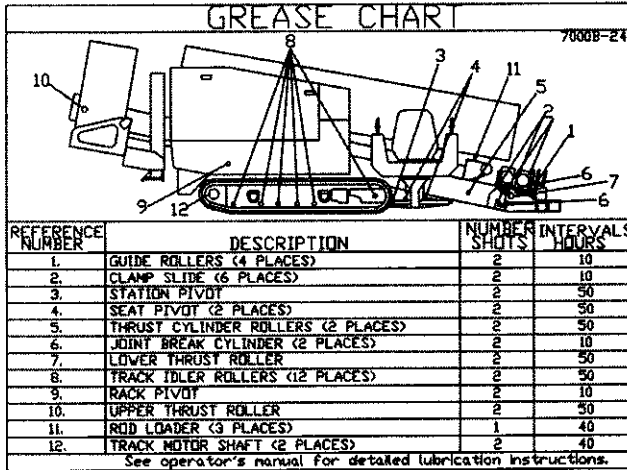 GREASE CHART
7000B-24
8
3
4
11
10
5
2
1
6
7
6
9
12
REFERENCE NUMBER DESCRIPTION NUMBER SHOTS INTERVALS HOURS
1. GUIDE ROLLERS (4 PLACES) 2 10
2. CLAMP SLIDE (6 PLACES) 2 10
3. STATION PIVOT 2 50
4. SEAT PIVOT (2 PLACES) 2 50
5. THRUST CYLINDER ROLLERS (2 PLACES) 2 50
6. JOINT BREAK CYLINDER (2 PLACES) 2 10
7. LOWER THRUST ROLLER 2 50
8. TRACK IDLER ROLLERS (12 PLACES) 2 50
9. RACK PIVOT 2 10
10. UPPER THRUST ROLLER 2 50
11. ROD LOADER (3 PLACES) 1 40
12. TRACK MOTOR SHAFT (2 PLACES) 2 40
See operator's manual for detailed lubrication instructions.